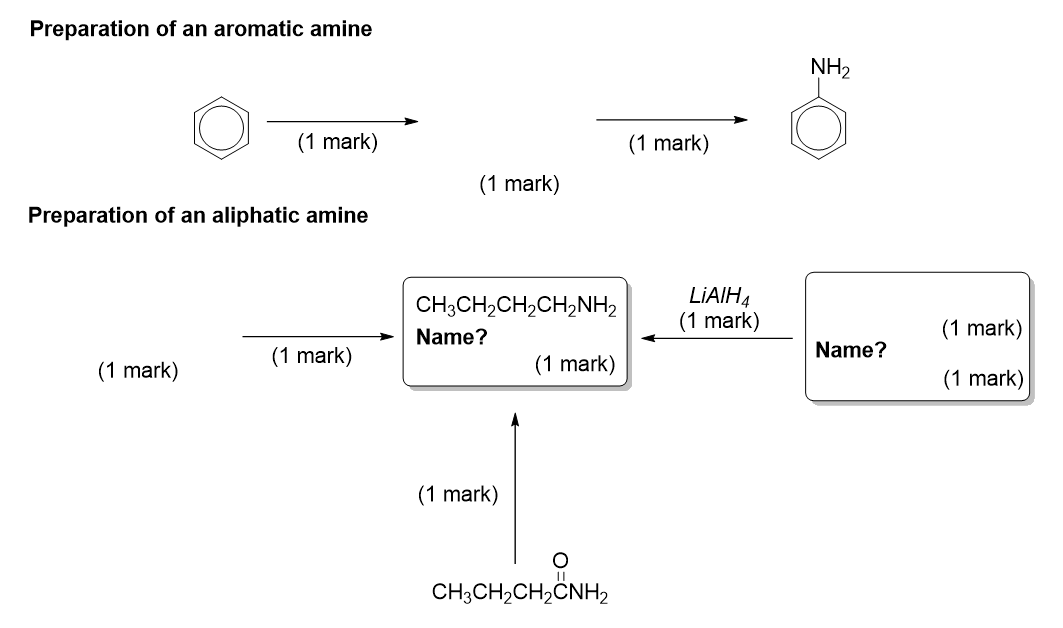 Preparation of an aromatic amine
NH₂
(1 mark)
(1 mark)
(1 mark)
Preparation of an aliphatic amine
(1 mark)
(1 mark)
CH₃CH₂CH₂CH₂NH₂
Name?
(1 mark)
LiAlH₄
(1 mark)
(1 mark)
Name?
(1 mark)
(1 mark)
O
CH₃CH₂CH₂CNH₂